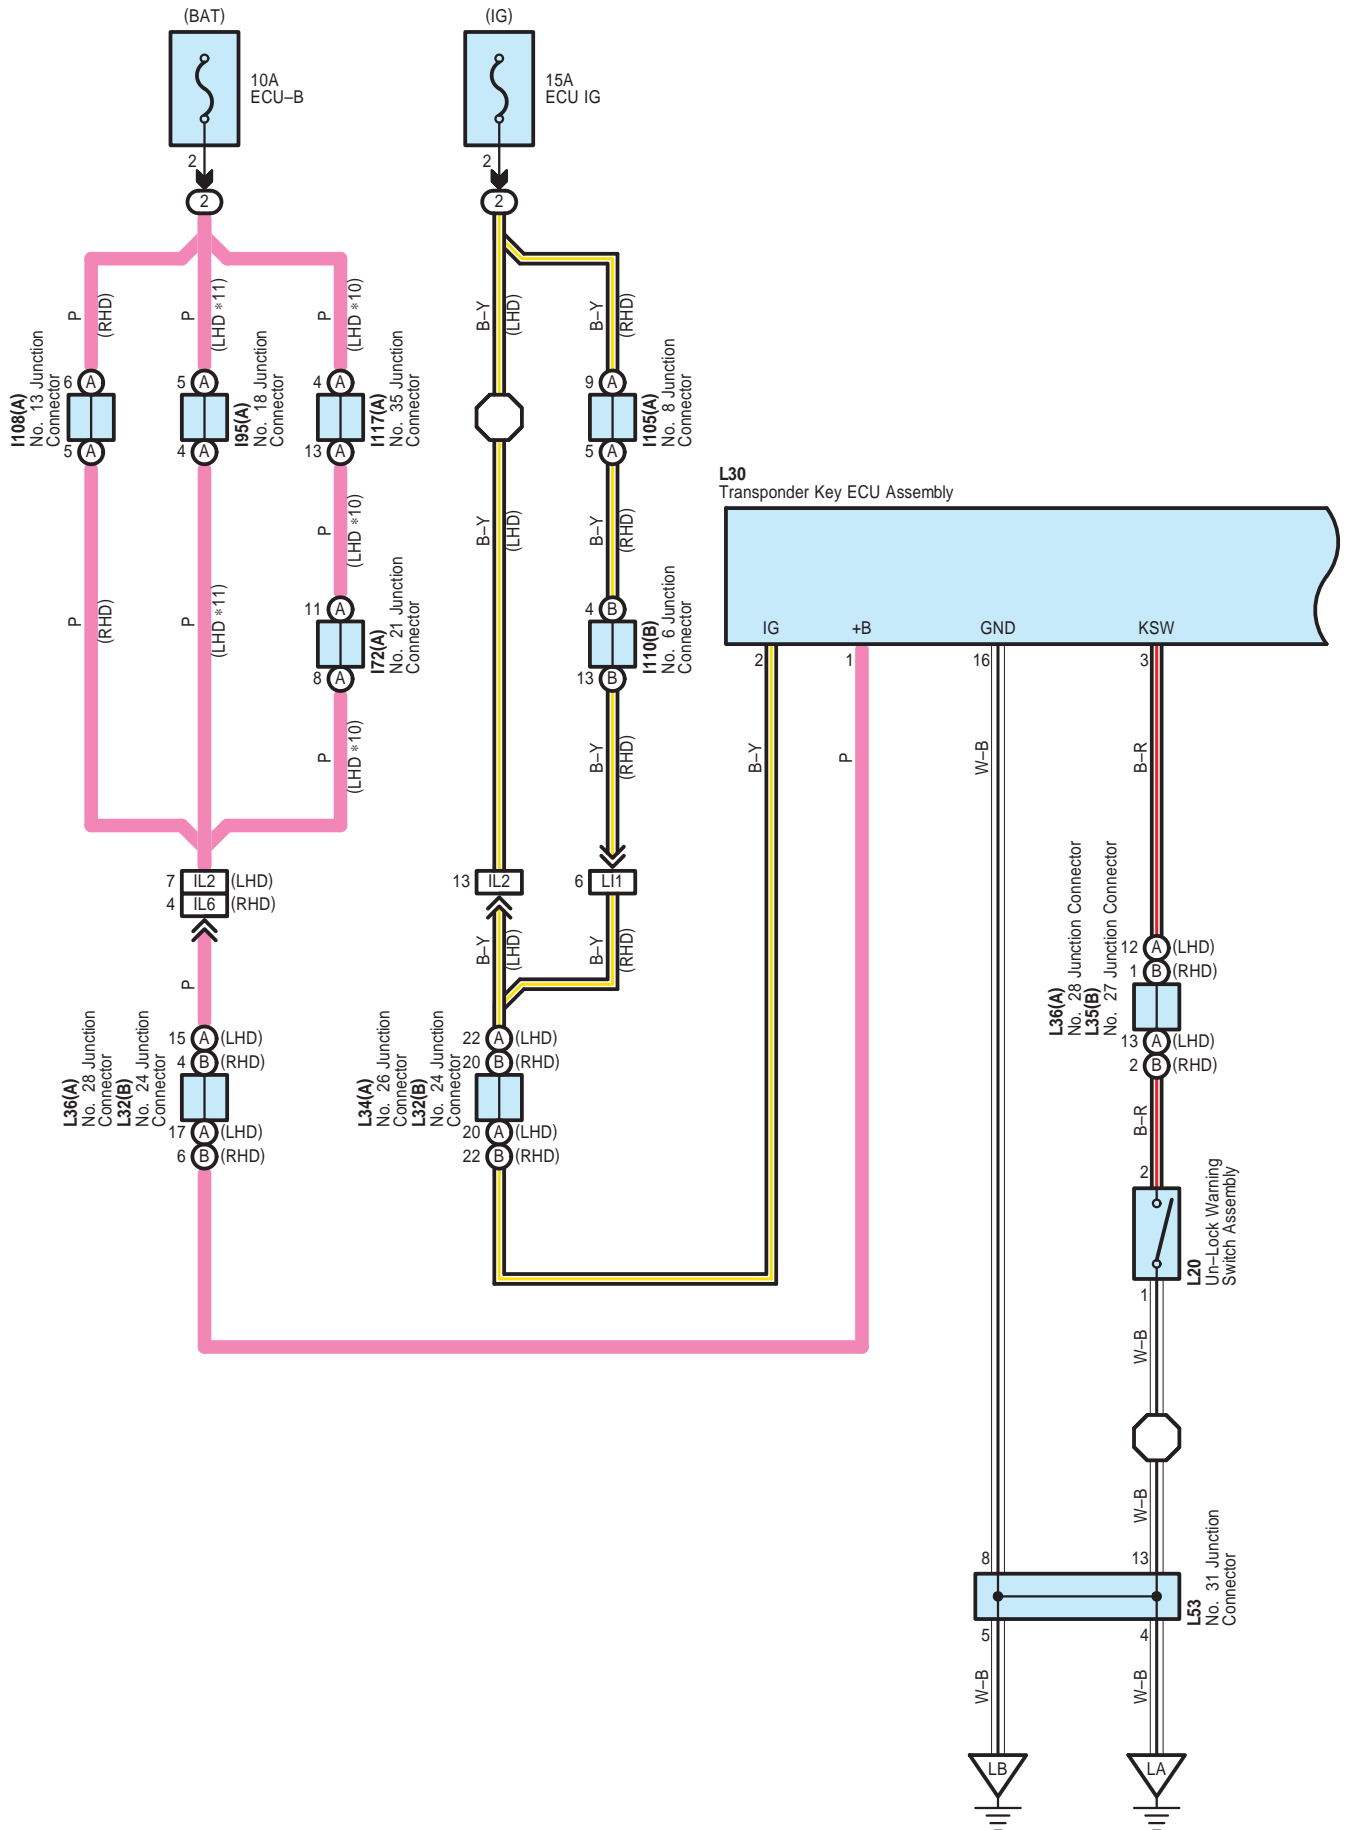 (BAT)
(IG)
10A
ECU–B
15A
ECU IG
2
2
2
2
P
(RHD)
P
(LHD *11)
P
(LHD *10)
B–Y
(LHD)
B–Y
(RHD)
6 A
5 A
4 A
9 A
I108(A)
No. 13 Junction
Connector
I95(A)
No. 18 Junction
Connector
I117(A)
No. 35 Junction
Connector
I105(A)
No. 8 Junction
Connector
5 A
4 A
13 A
5 A
L30
Transponder Key ECU Assembly
P
(LHD *10)
B–Y
(LHD)
B–Y
(RHD)
P
(RHD)
P
(LHD *11)
11 A
4 B
I72(A)
No. 21 Junction
Connector
I110(B)
No. 6 Junction
Connector
8 A
13 B
IG
+B
GND
KSW
2
1
16
3
P
(LHD *10)
B–Y
(RHD)
B–Y
P
W–B
B–R
7 IL2 (LHD)
4 IL6 (RHD)
13 IL2
6 LI1
P
B–Y
(LHD)
B–Y
(RHD)
12 A (LHD)
1 B (RHD)
L36(A)
No. 28 Junction Connector
L35(B)
No. 27 Junction Connector
13 A (LHD)
2 B (RHD)
15 A (LHD)
4 B (RHD)
22 A (LHD)
20 B (RHD)
L36(A)
No. 28 Junction
Connector
L32(B)
No. 24 Junction
Connector
L34(A)
No. 26 Junction
Connector
L32(B)
No. 24 Junction
Connector
17 A (LHD)
6 B (RHD)
20 A (LHD)
22 B (RHD)
B–R
2
L20
Un–Lock Warning
Switch Assembly
1
W–B
W–B
8
13
L53
No. 31 Junction
Connector
5
4
W–B
W–B
LB
LA